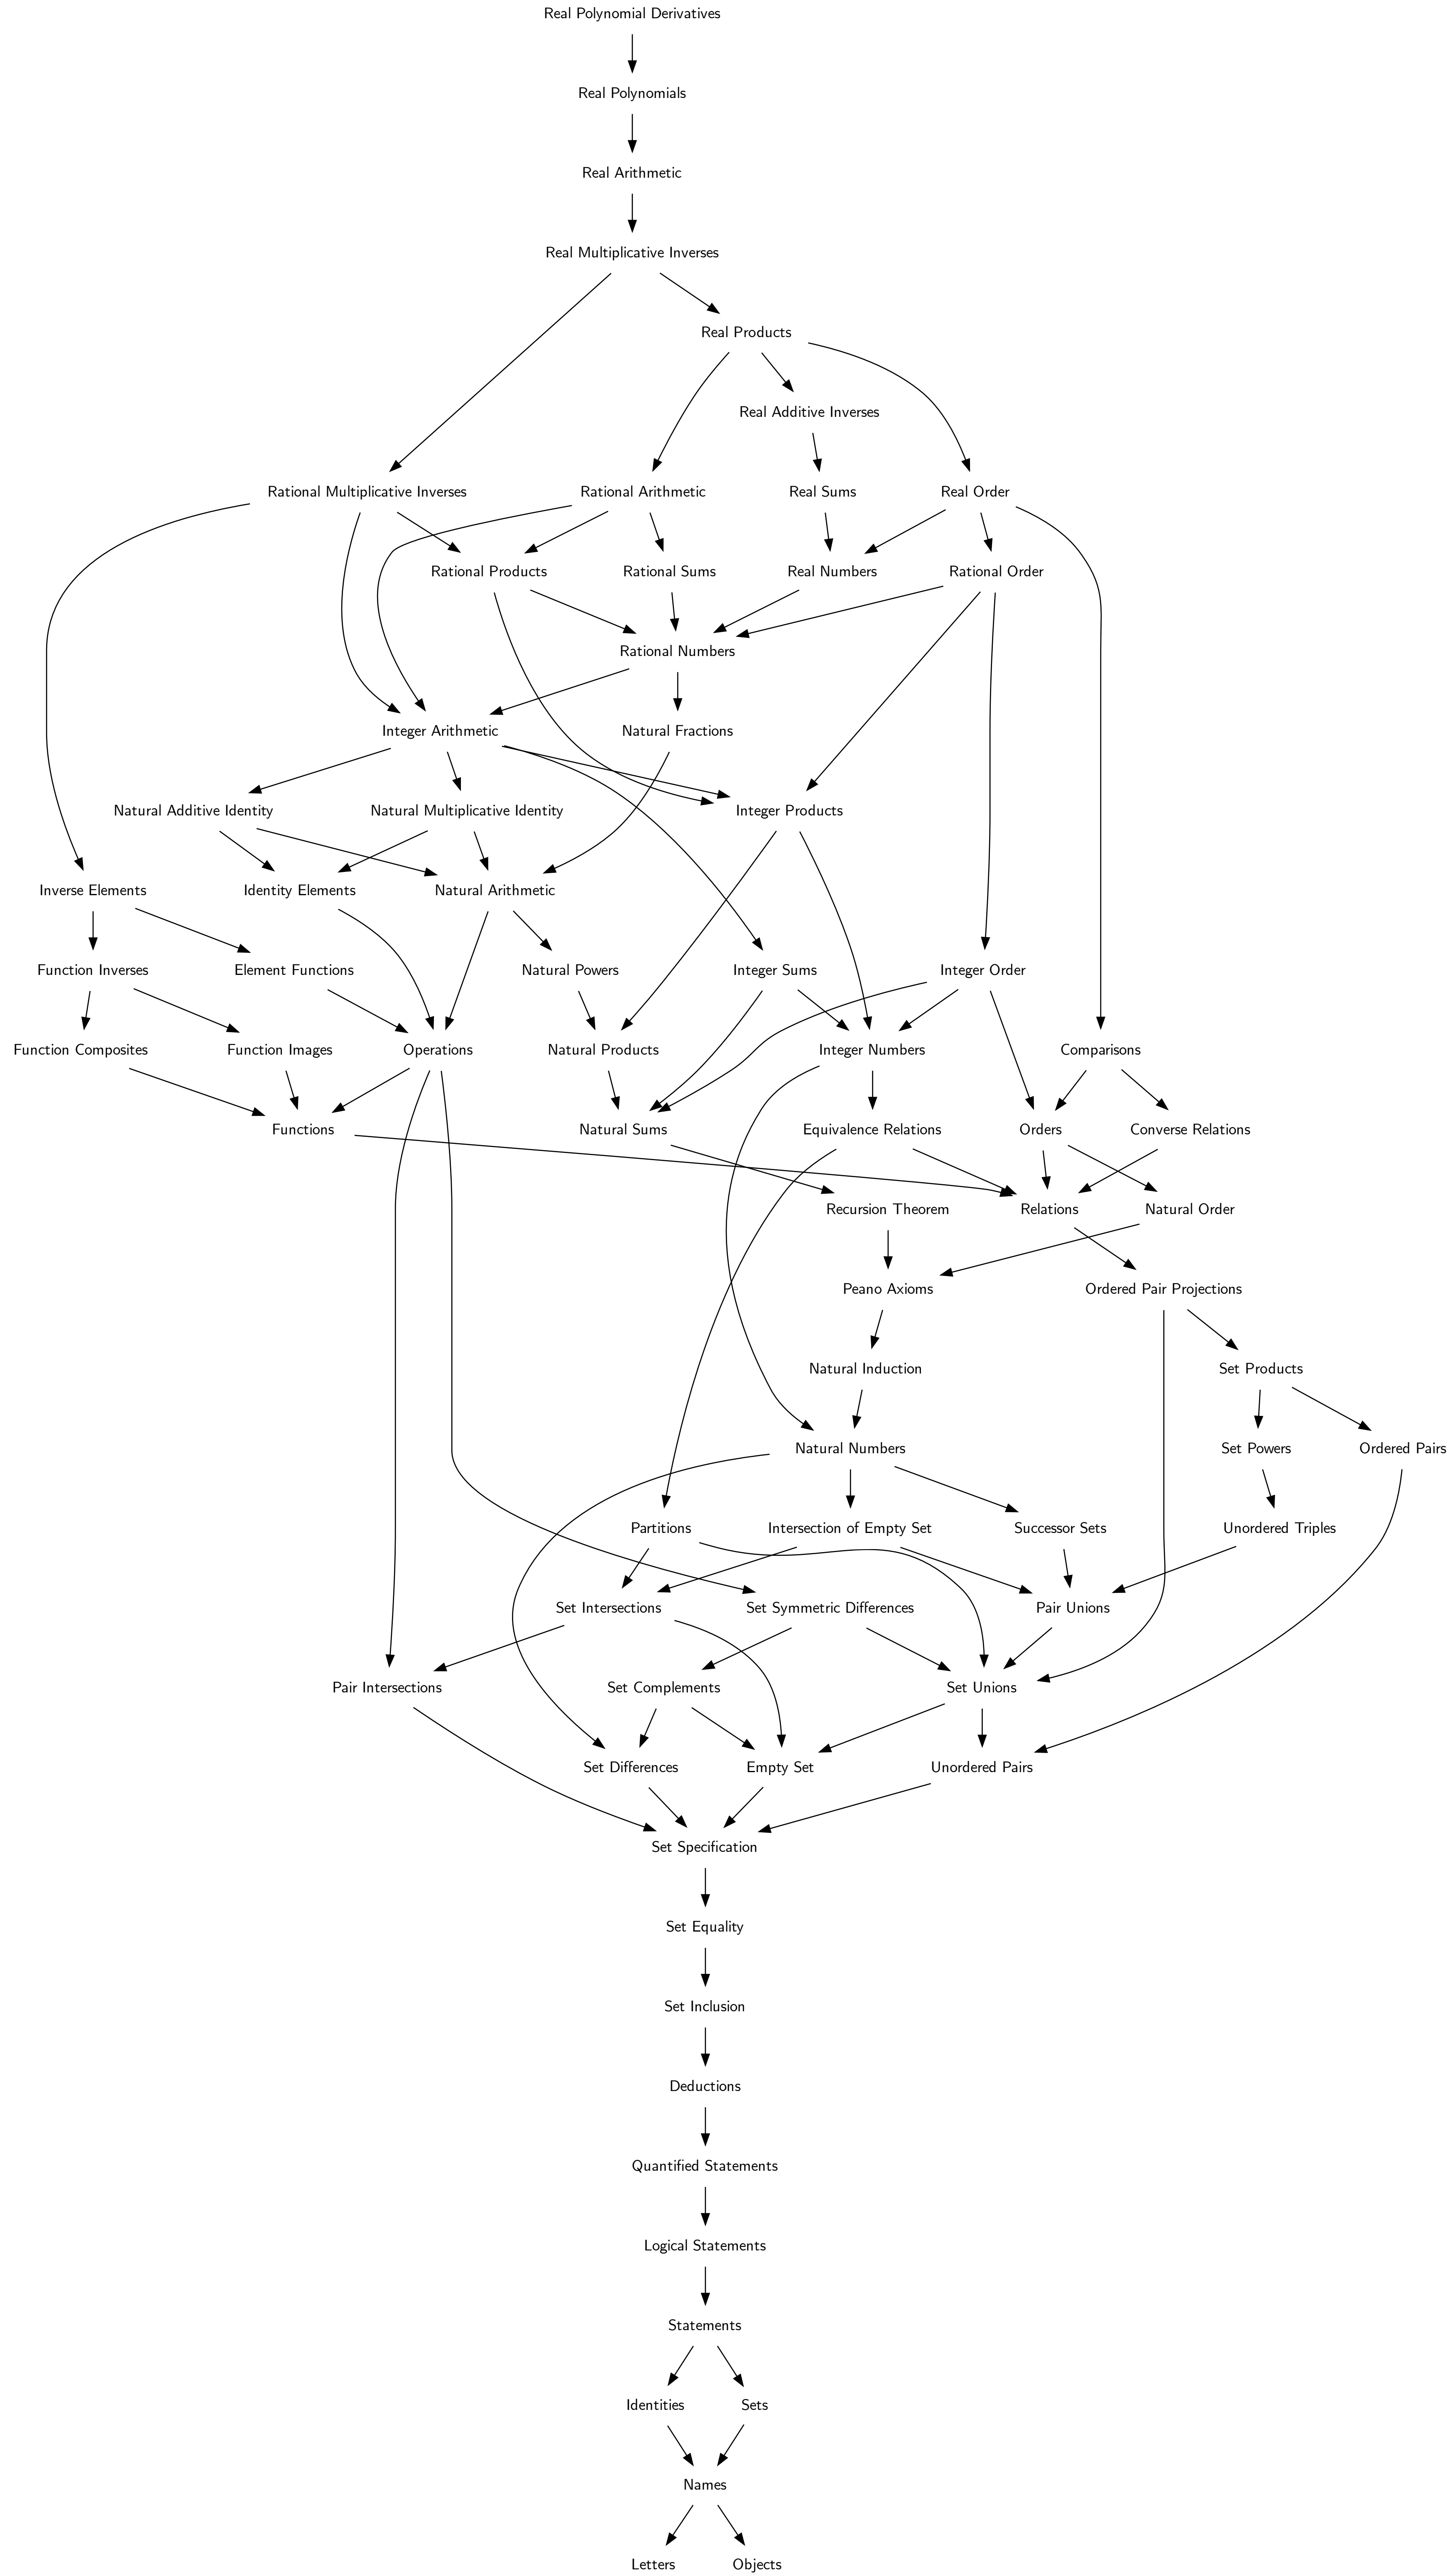 Real Polynomial Derivatives
Real Polynomials
Real Arithmetic
Real Multiplicative Inverses
Real Products
Real Additive Inverses
Rational Multiplicative Inverses
Rational Arithmetic
Real Sums
Real Order
Rational Products
Rational Sums
Real Numbers
Rational Order
Rational Numbers
Integer Arithmetic
Natural Fractions
Natural Additive Identity
Natural Multiplicative Identity
Integer Products
Inverse Elements
Identity Elements
Natural Arithmetic
Function Inverses
Element Functions
Natural Powers
Integer Sums
Integer Order
Function Composites
Function Images
Operations
Natural Products
Integer Numbers
Comparisons
Functions
Natural Sums
Equivalence Relations
Orders
Converse Relations
Recursion Theorem
Relations
Natural Order
Peano Axioms
Ordered Pair Projections
Natural Induction
Set Products
Natural Numbers
Set Powers
Ordered Pairs
Partitions
Intersection of Empty Set
Successor Sets
Unordered Triples
Set Intersections
Set Symmetric Differences
Pair Unions
Pair Intersections
Set Complements
Set Unions
Set Differences
Empty Set
Unordered Pairs
Set Specification
Set Equality
Set Inclusion
Deductions
Quantified Statements
Logical Statements
Statements
Identities
Sets
Names
Letters
Objects